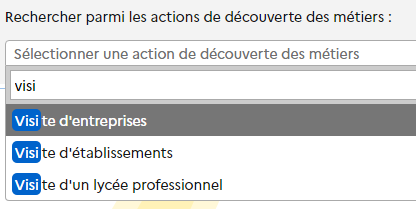 Rechercher parmi les actions de découverte des métiers :
Sélectionner une action de découverte des métiers
visi
Visite d'entreprises
Visite d'établissements
Visite d'un lycée professionnel